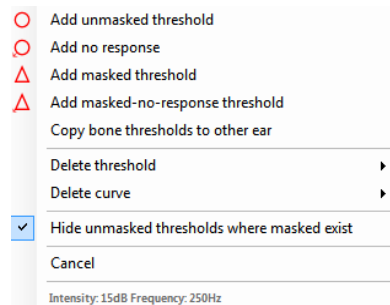 Add unmasked threshold
Add no response
Add masked threshold
Add masked-no-response threshold
Copy bone thresholds to other ear
Delete threshold
Delete curve
Hide unmasked thresholds where masked exist
Cancel
Intensity: 15dB Frequency: 250Hz